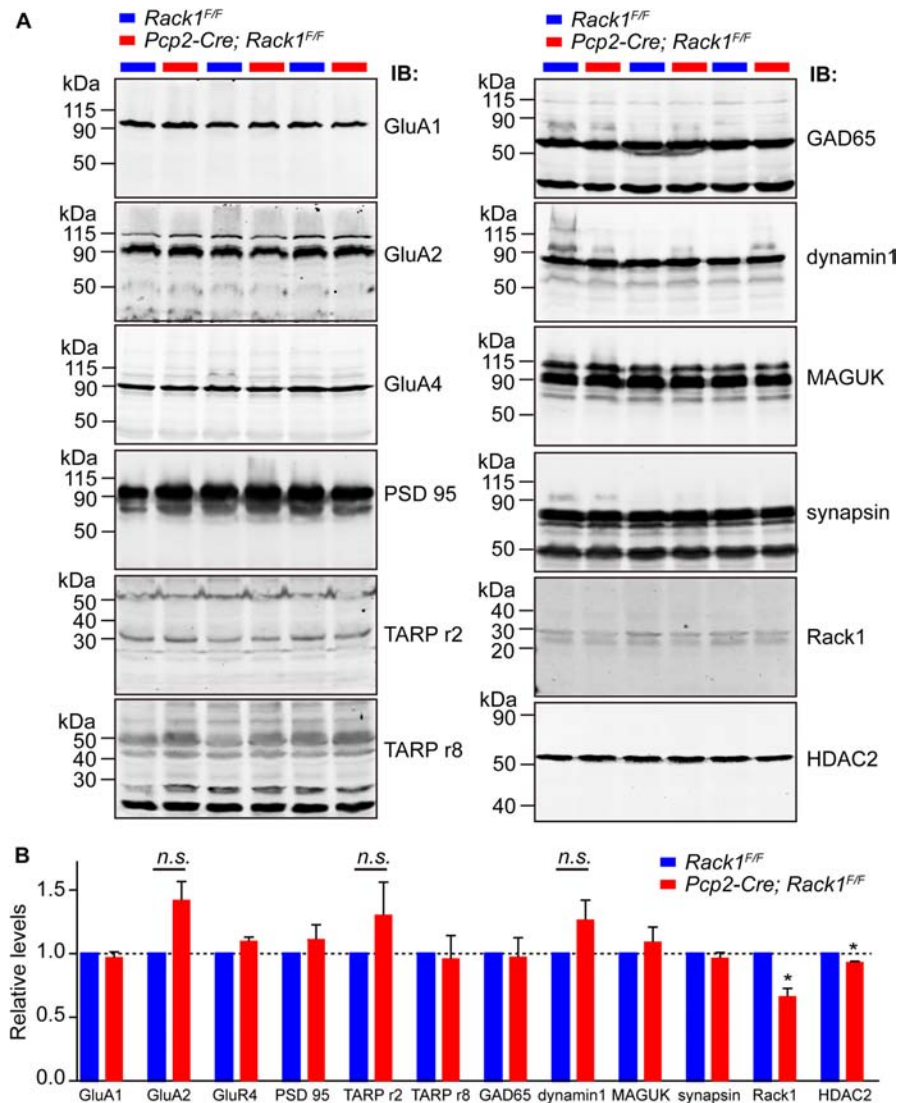 A
Rack1F/F
Pcp2-Cre; Rack1F/F
IB:
kDa
115
90
50
GluA1
kDa
115
90
50
GluA2
kDa
115
90
50
GluA4
kDa
115
90
50
PSD 95
kDa
50
40
30
TARP r2
kDa
50
40
30
TARP r8
Rack1F/F
Pcp2-Cre; Rack1F/F
IB:
kDa
115
90
50
GAD65
kDa
115
90
50
dynamin1
kDa
115
90
50
MAGUK
kDa
115
90
50
synapsin
kDa
40
30
20
Rack1
kDa
90
50
40
HDAC2
B
n.s.
n.s.
n.s.
Rack1F/F
Pcp2-Cre; Rack1F/F
Relative levels
1.5
1.0
0.5
0.0
*
*
GluA1 GluA2 GluR4 PSD 95 TARP r2 TARP r8 GAD65 dynamin1 MAGUK synapsin Rack1 HDAC2